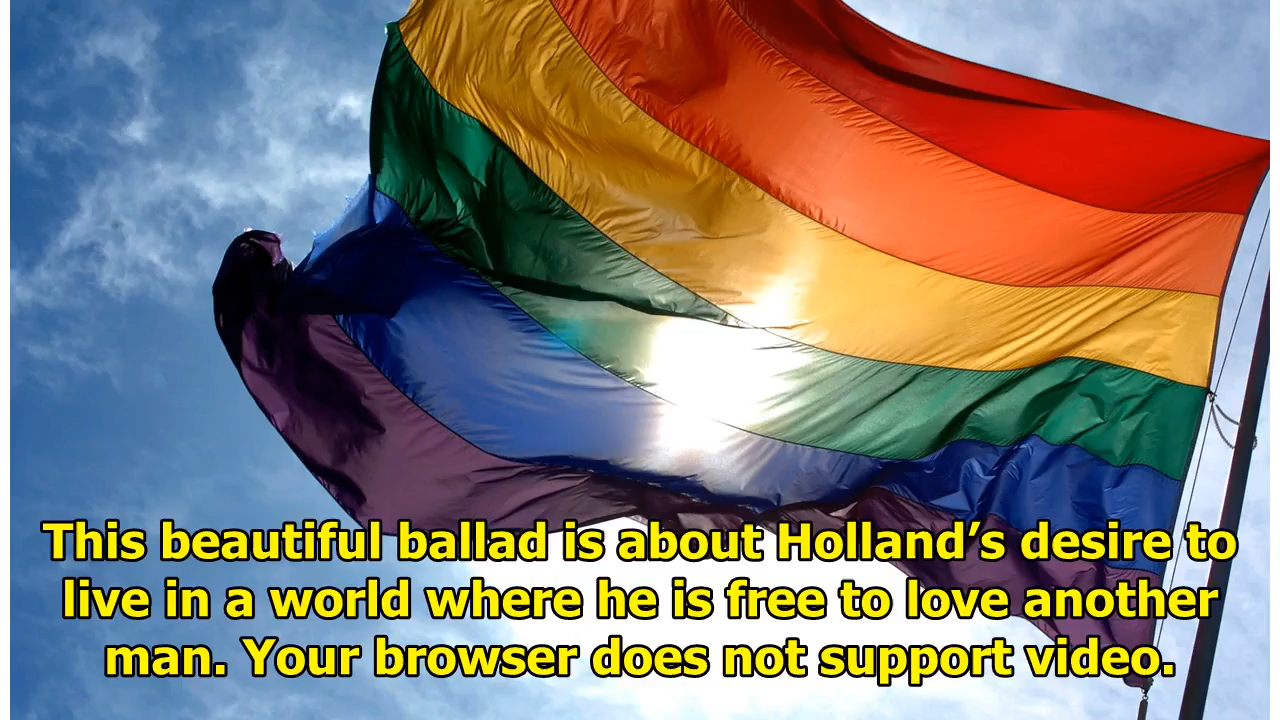 This beautiful ballad is about Holland’s desire to
live in a world where he is free to love another
man. Your browser does not support video.